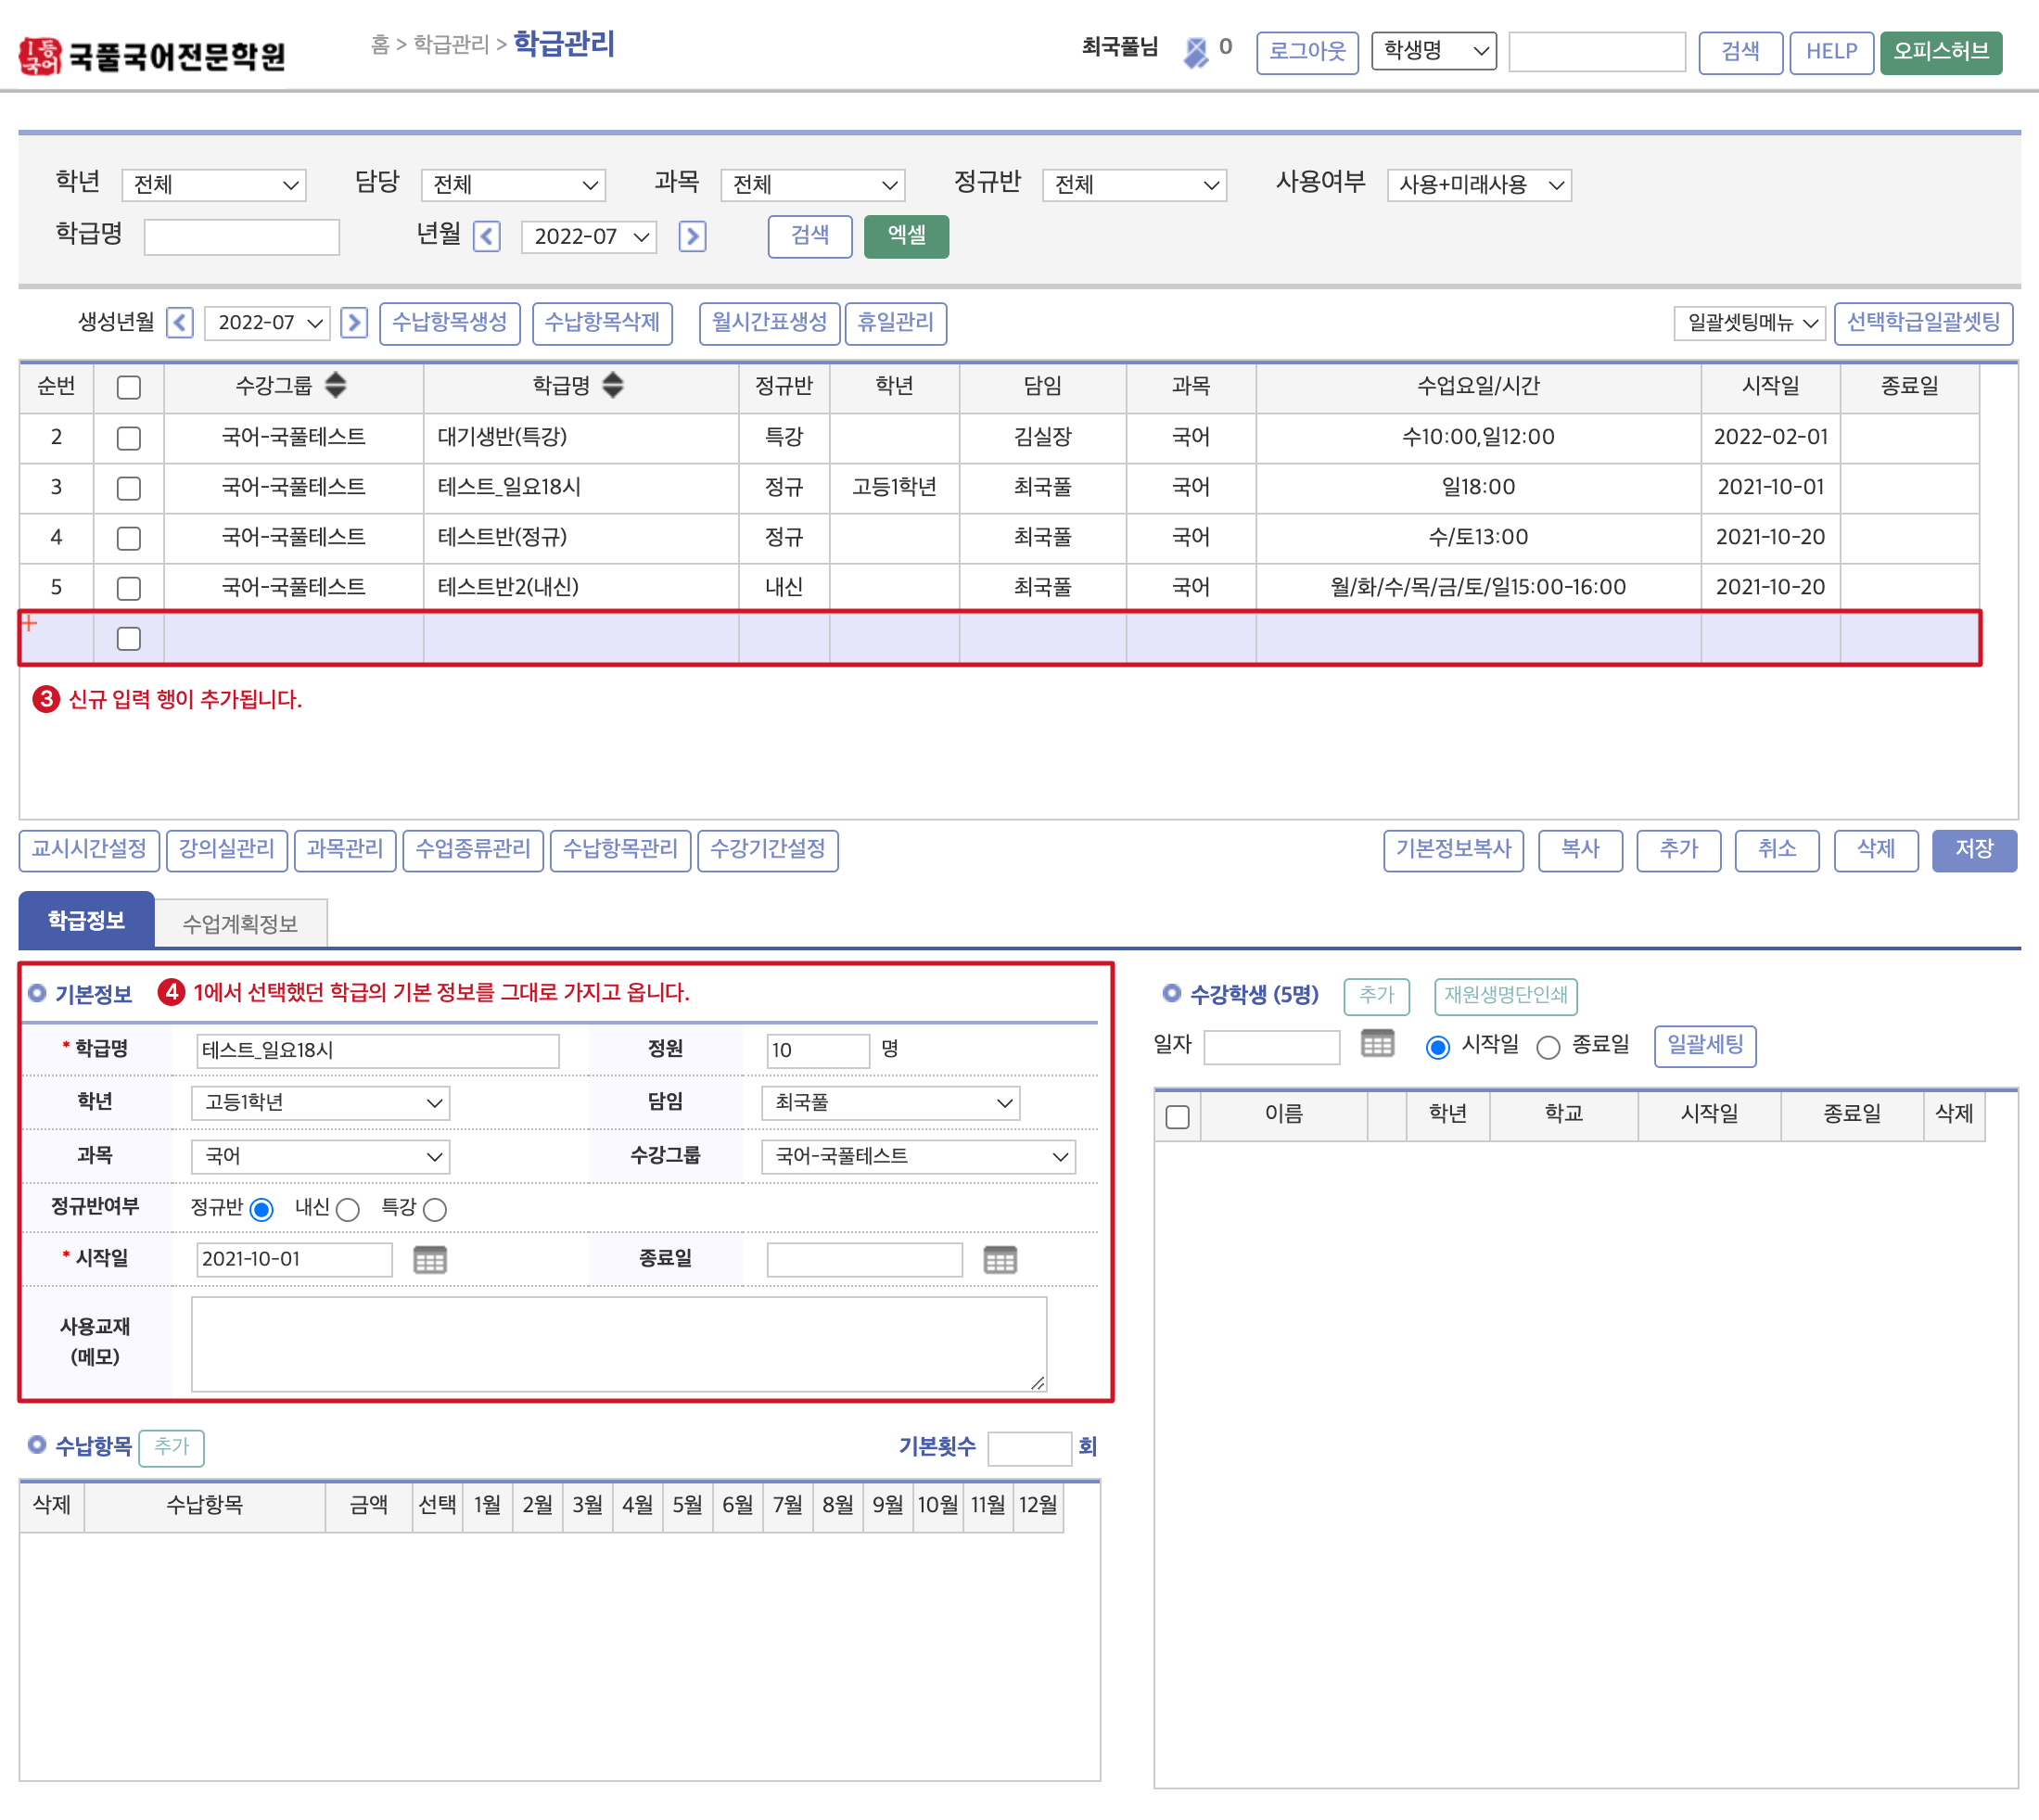 1등국어 국풀국어전문학원
홈 > 학급관리 > 학급관리
최국풀님 0 로그아웃 학생명 검색 HELP 오피스허브
학년 전체 담당 전체 과목 전체 정규반 전체 사용여부 사용+미래사용
학급명 년월 2022-07 검색 엑셀
생성년월 2022-07 수납항목생성 수납항목삭제 월시간표생성 휴일관리 일괄셋팅메뉴 선택학급일괄셋팅
순번 수강그룹 학급명 정규반 학년 담임 과목 수업요일/시간 시작일 종료일
2 국어-국풀테스트 대기생반(특강) 특강 김실장 국어 수10:00,일12:00 2022-02-01
3 국어-국풀테스트 테스트_일요18시 정규 고등1학년 최국풀 국어 일18:00 2021-10-01
4 국어-국풀테스트 테스트반(정규) 정규 최국풀 국어 수/토13:00 2021-10-20
5 국어-국풀테스트 테스트반2(내신) 내신 최국풀 국어 월/화/수/목/금/토/일15:00-16:00 2021-10-20
3 신규 입력 행이 추가됩니다.
교시시간설정 강의실관리 과목관리 수업종류관리 수납항목관리 수강기간설정 기본정보복사 복사 추가 취소 삭제 저장
학급정보 수업계획정보
기본정보 4 1에서 선택했던 학급의 기본 정보를 그대로 가지고 옵니다.
* 학급명 테스트_일요18시 정원 10 명
학년 고등1학년 담임 최국풀
과목 국어 수강그룹 국어-국풀테스트
정규반여부 정규반 내신 특강
* 시작일 2021-10-01 종료일
사용교재
(메모)
수강학생 (5명) 추가 재원생명단인쇄
일자 시작일 종료일 일괄세팅
이름 학년 학교 시작일 종료일 삭제
수납항목 추가 기본횟수 회
삭제 수납항목 금액 선택 1월 2월 3월 4월 5월 6월 7월 8월 9월 10월 11월 12월